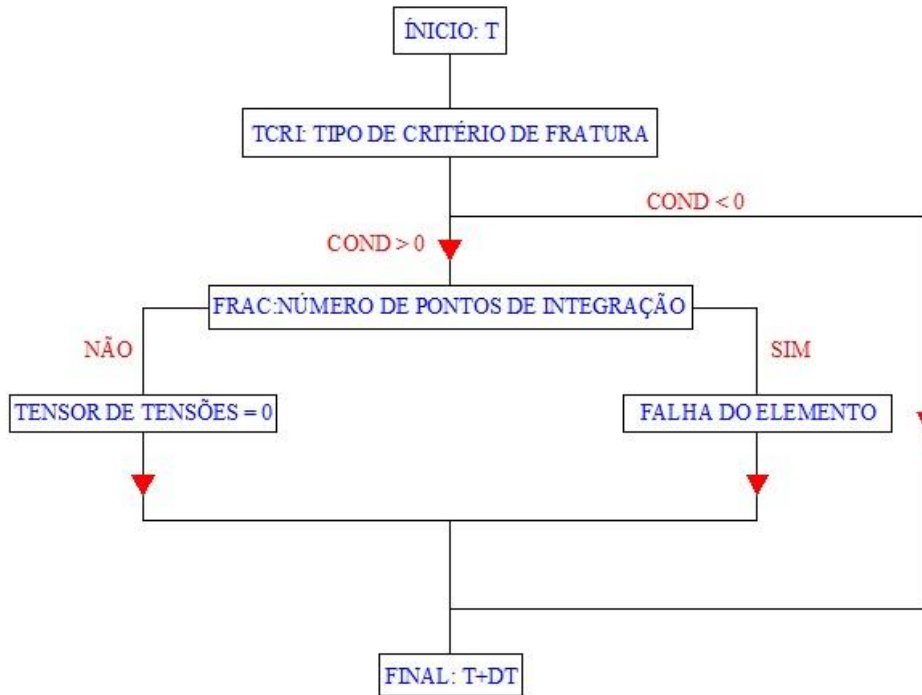 ÍNICIO: T
TCRI: TIPO DE CRITÉRIO DE FRATURA
COND < 0
COND > 0
FRAC:NÚMERO DE PONTOS DE INTEGRAÇÃO
NÃO
SIM
TENSOR DE TENSÕES = 0
FALHA DO ELEMENTO
FINAL: T+DT